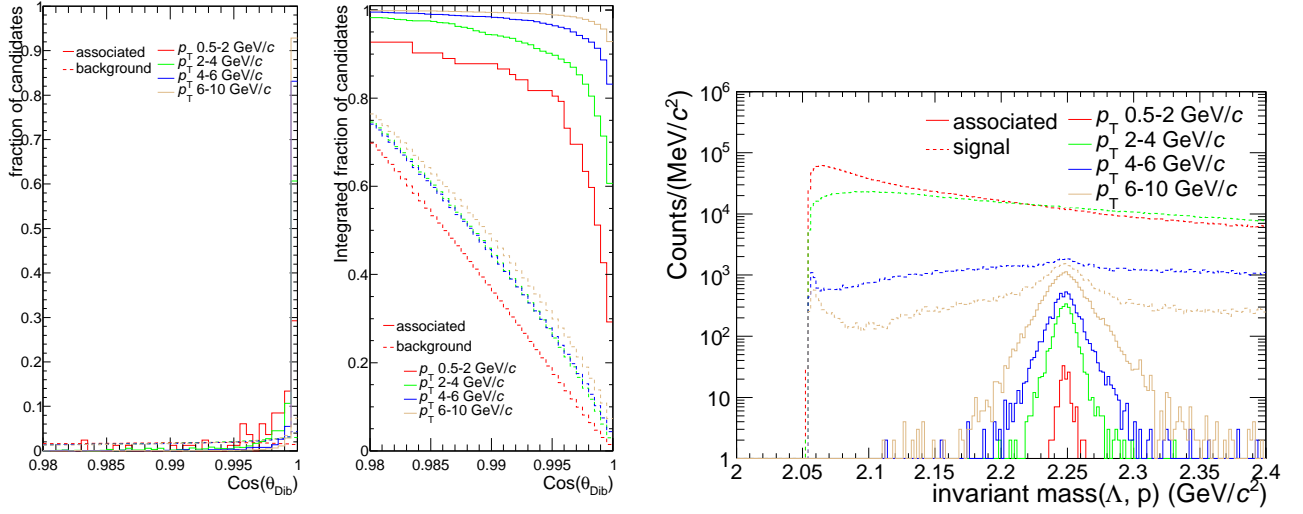 fraction of candidates
1
0.9
0.8
0.7
0.6
0.5
0.4
0.3
0.2
0.1
0
associated
background
p_T 0.5-2 GeV/c
p_T 2-4 GeV/c
p_T 4-6 GeV/c
p_T 6-10 GeV/c
0.98 0.985 0.99 0.995 1
Cos(θ_Dib)
Integrated fraction of candidates
1
0.8
0.6
0.4
0.2
0
associated
background
p_T 0.5-2 GeV/c
p_T 2-4 GeV/c
p_T 4-6 GeV/c
p_T 6-10 GeV/c
0.98 0.985 0.99 0.995 1
Cos(θ_Dib)
Counts/(MeV/c²)
10⁶
10⁵
10⁴
10³
10²
10
1
associated
signal
p_T 0.5-2 GeV/c
p_T 2-4 GeV/c
p_T 4-6 GeV/c
p_T 6-10 GeV/c
2 2.05 2.1 2.15 2.2 2.25 2.3 2.35 2.4
invariant mass(Λ, p) (GeV/c²)